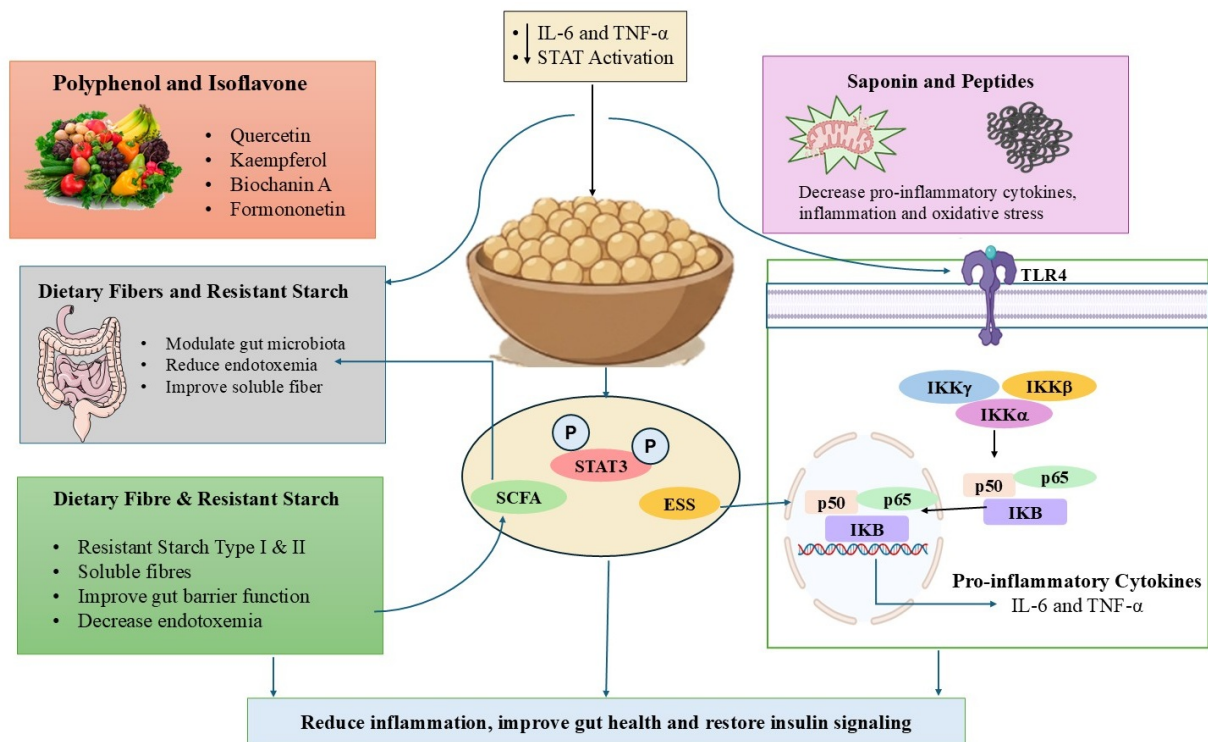 IL-6 and TNF-α
STAT Activation
Polyphenol and Isoflavone
Quercetin
Kaempferol
Biochanin A
Formononetin
Saponin and Peptides
Decrease pro-inflammatory cytokines,
inflammation and oxidative stress
Dietary Fibers and Resistant Starch
Modulate gut microbiota
Reduce endotoxemia
Improve soluble fiber
TLR4
IKKγ
IKKβ
IKKα
P
P
STAT3
SCFA
ESS
p50
p65
IKB
p50
p65
IKB
Pro-inflammatory Cytokines
IL-6 and TNF-α
Dietary Fibre & Resistant Starch
Resistant Starch Type I & II
Soluble fibres
Improve gut barrier function
Decrease endotoxemia
Reduce inflammation, improve gut health and restore insulin signaling